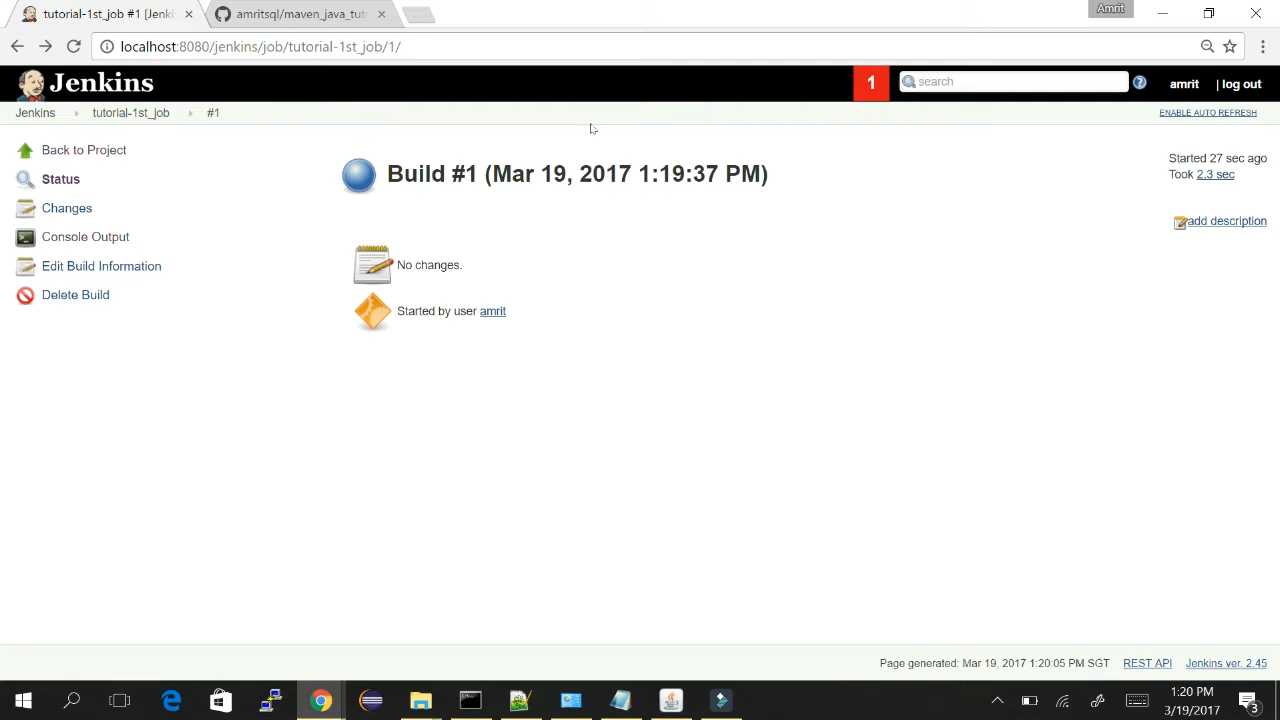 tutorial-1st_job #1 [Jenki
amritsql/maven_java_tut
Amrit
localhost:8080/jenkins/job/tutorial-1st_job/1/
Jenkins
1
search
amrit
| log out
Jenkins
tutorial-1st_job
#1
ENABLE AUTO REFRESH
Back to Project
Status
Changes
Console Output
Edit Build Information
Delete Build
Build #1 (Mar 19, 2017 1:19:37 PM)
No changes.
Started by user amrit
Started 27 sec ago
Took 2.3 sec
add description
Page generated: Mar 19, 2017 1:20:05 PM SGT
REST API
Jenkins ver. 2.45
1:20 PM
3/19/2017
3